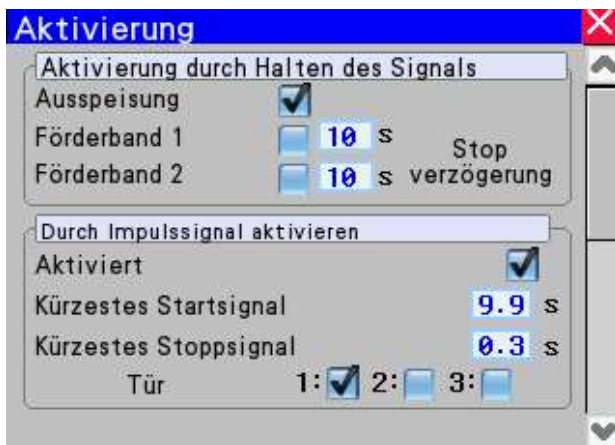 Aktivierung
Aktivierung durch Halten des Signals
Ausspeisung
Förderband 1 10 s
Förderband 2 10 s
Stop
verzögerung
Durch Impulssignal aktivieren
Aktiviert
Kürzestes Startsignal 9.9 s
Kürzestes Stoppsignal 0.3 s
Tür 1: 2: 3: